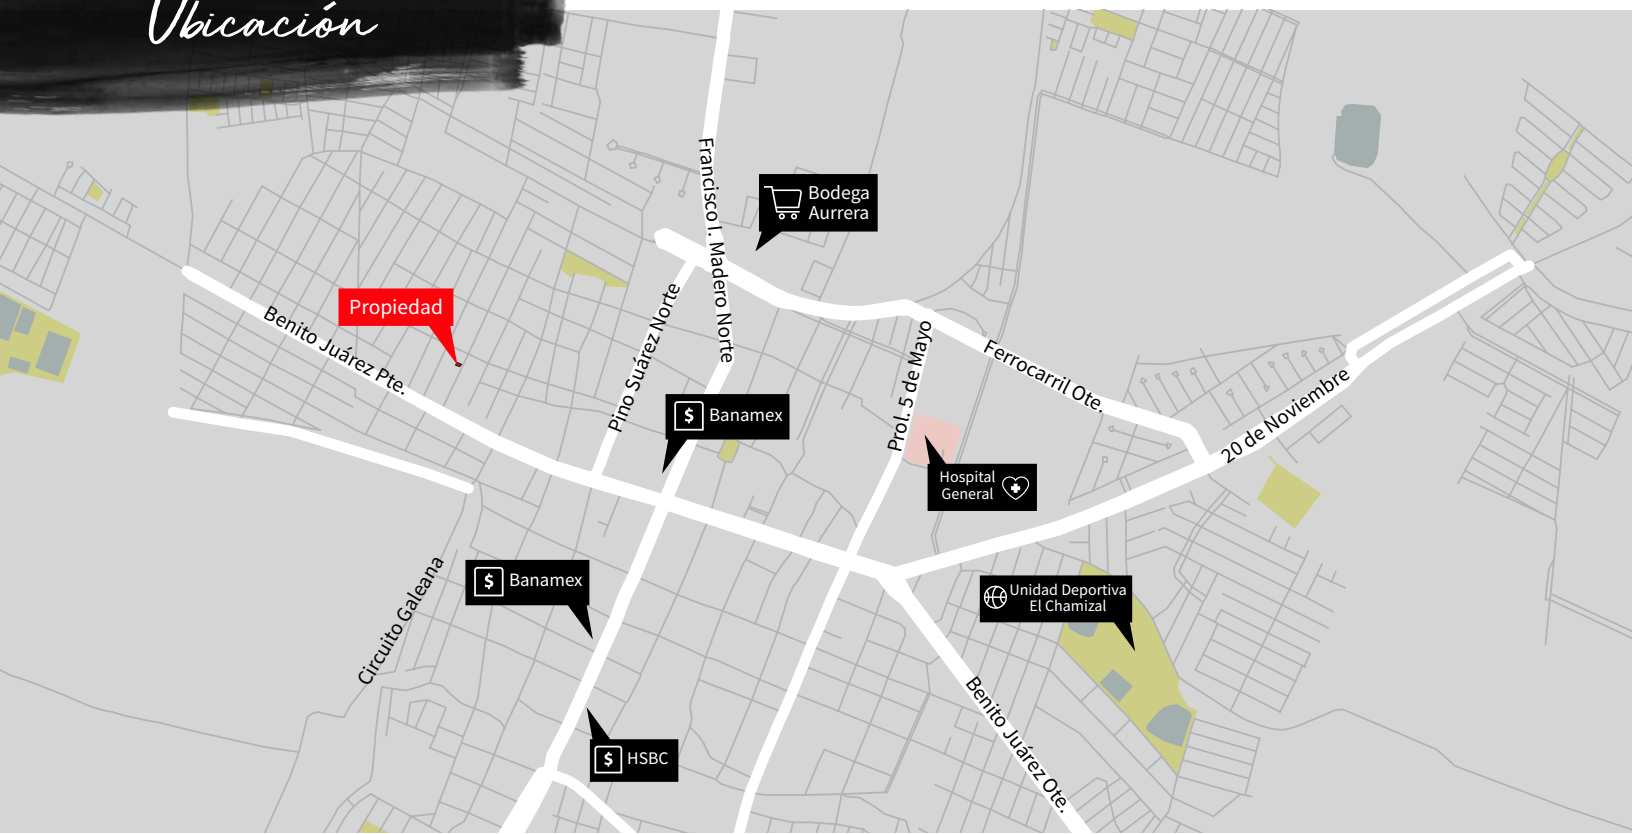 Ubicación
Francisco I. Madero Norte
Bodega
Aurrera
Propiedad
Benito Juárez Pte.
Pino Suárez Norte
Prol. 5 de Mayo
Ferrocarril Ote.
20 de Noviembre
$ Banamex
Hospital
General
Circuito Galeana
$ Banamex
Unidad Deportiva
El Chamizal
Benito Juárez Ote.
$ HSBC